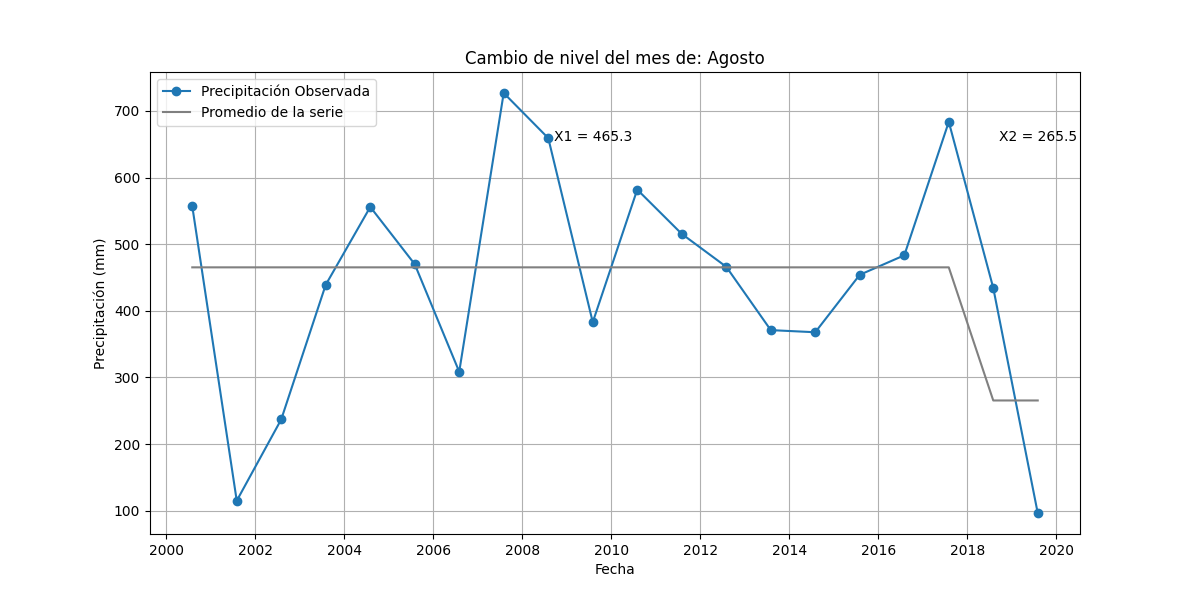 Cambio de nivel del mes de: Agosto
Precipitación Observada
Promedio de la serie
X1 = 465.3
X2 = 265.5
Precipitación (mm)
700
600
500
400
300
200
100
2000 2002 2004 2006 2008 2010 2012 2014 2016 2018 2020
Fecha